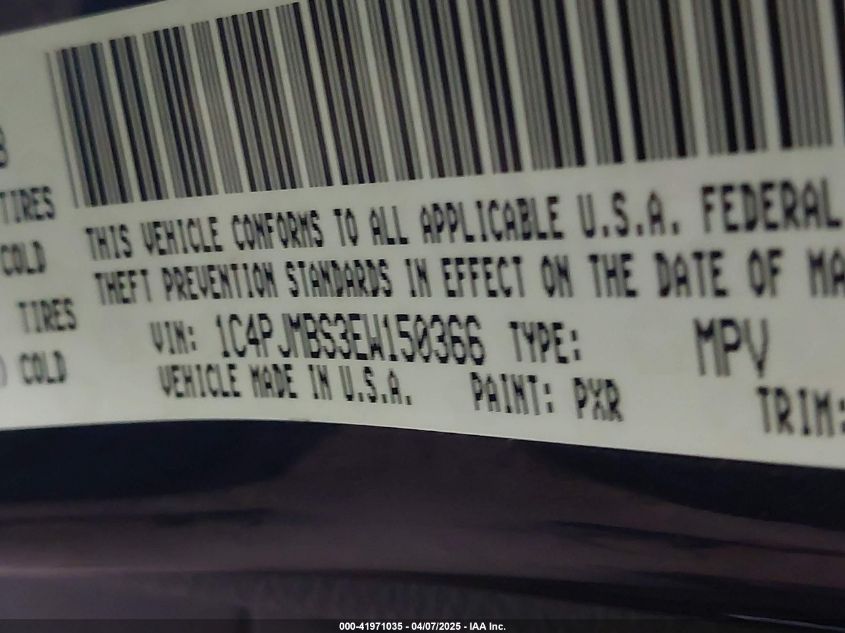 TIRES
COLD
TIRES
COLD
THIS VEHICLE CONFORMS TO ALL APPLICABLE U.S.A. FEDERAL
THEFT PREVENTION STANDARDS IN EFFECT ON THE DATE OF MA
VIN: 1C4PJMBS3EW150366 TYPE: MPV
VEHICLE MADE IN U.S.A. PAINT: PXR TRIM:
000-41971035 - 04/07/2025 - IAA Inc.